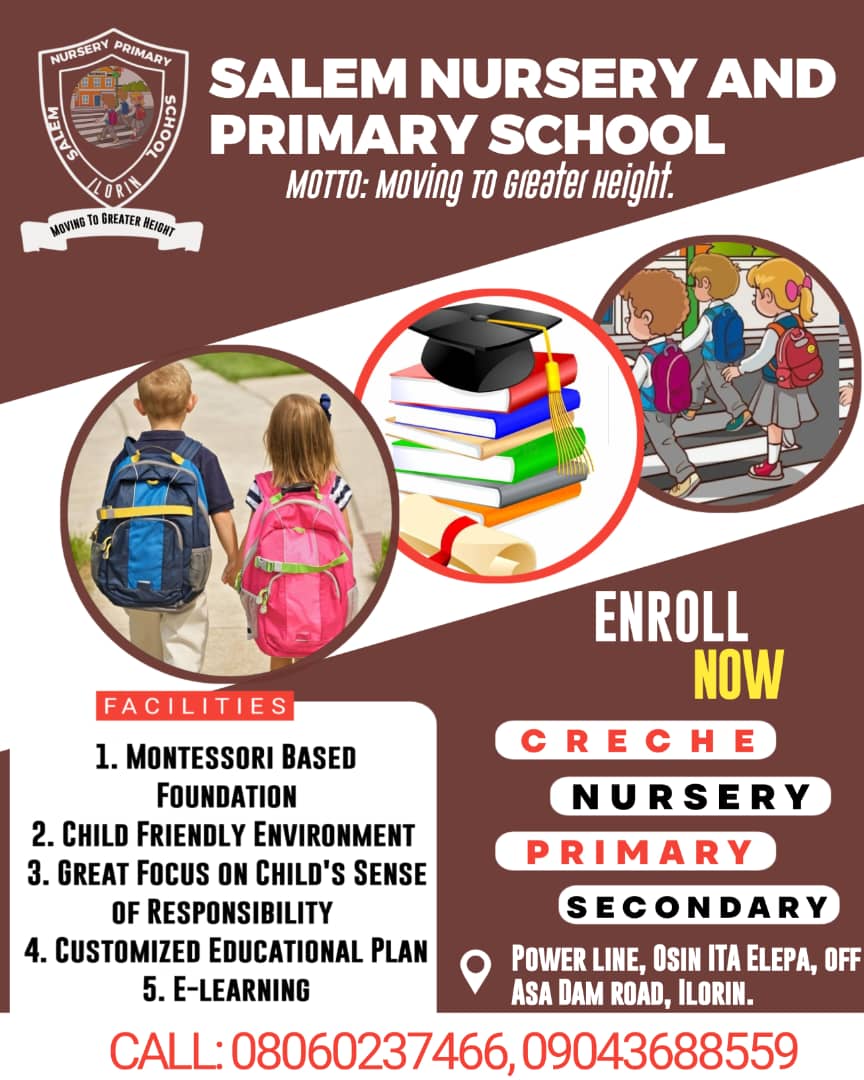 NURSERY PRIMARY
SALEM
SCHOOL
ILORIN
MOVING TO GREATER HEIGHT
SALEM NURSERY AND
PRIMARY SCHOOL
MOTTO: MOVING TO GREATER HEIGHT.
ENROLL
NOW
FACILITIES
1. MONTESSORI BASED
FOUNDATION
2. CHILD FRIENDLY ENVIRONMENT
3. GREAT FOCUS ON CHILD'S SENSE
OF RESPONSIBILITY
4. CUSTOMIZED EDUCATIONAL PLAN
5. E-LEARNING
CRECHE
NURSERY
PRIMARY
SECONDARY
POWER LINE, OSIN ITA ELEPA, OFF
ASA DAM ROAD, ILORIN.
CALL: 08060237466, 09043688559